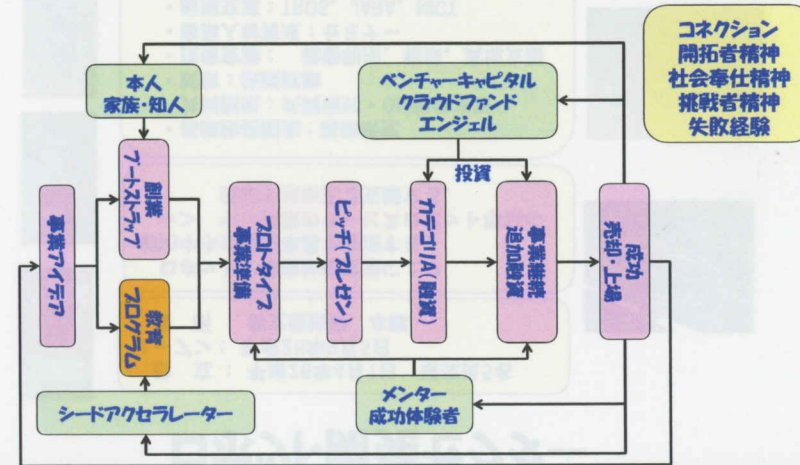 コネクション
開拓者精神
社会奉仕精神
挑戦者精神
失敗経験
本人
家族・知人
ベンチャーキャピタル
クラウドファンド
エンジェル
投資
事業アイデア
副業
ブートストラップ
教育
プログラム
プロトタイプ
事業準備
ピッチ(プレゼン)
カテゴリA(融資)
事業継続
追加融資
成功
売却・上場
シードアクセラレーター
メンター
成功体験者